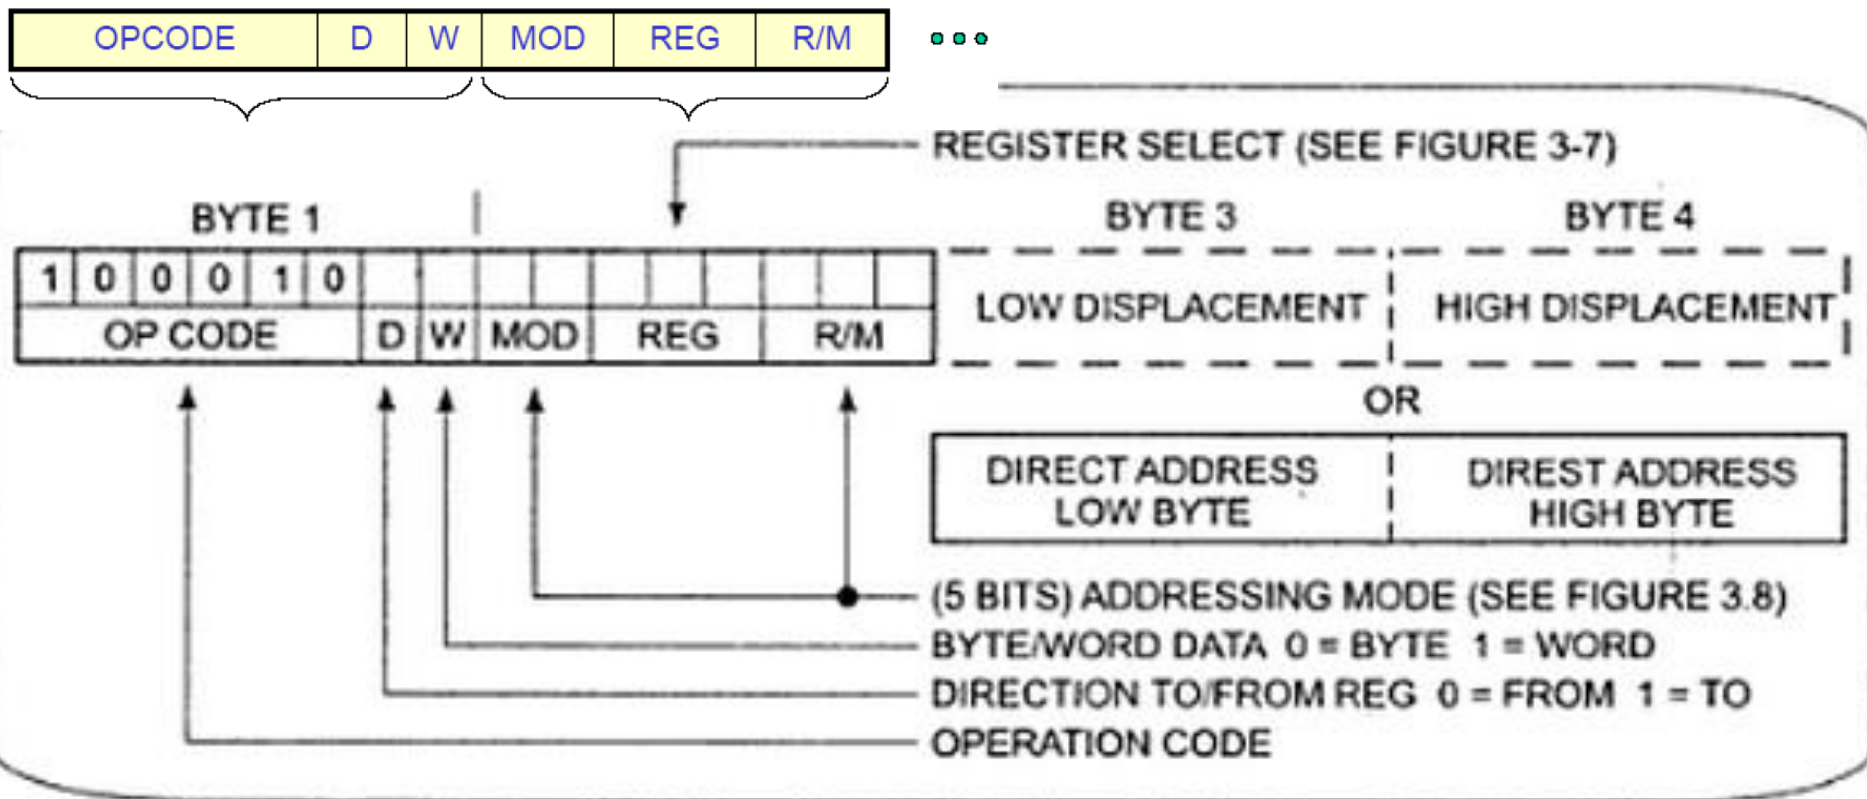 OPCODE D W MOD REG R/M
REGISTER SELECT (SEE FIGURE 3-7)
BYTE 1 BYTE 3 BYTE 4
1 0 0 0 1 0
LOW DISPLACEMENT HIGH DISPLACEMENT
OP CODE D W MOD REG R/M
OR
DIRECT ADDRESS DIREST ADDRESS
LOW BYTE HIGH BYTE
(5 BITS) ADDRESSING MODE (SEE FIGURE 3.8)
BYTE/WORD DATA 0 = BYTE 1 = WORD
DIRECTION TO/FROM REG 0 = FROM 1 = TO
OPERATION CODE